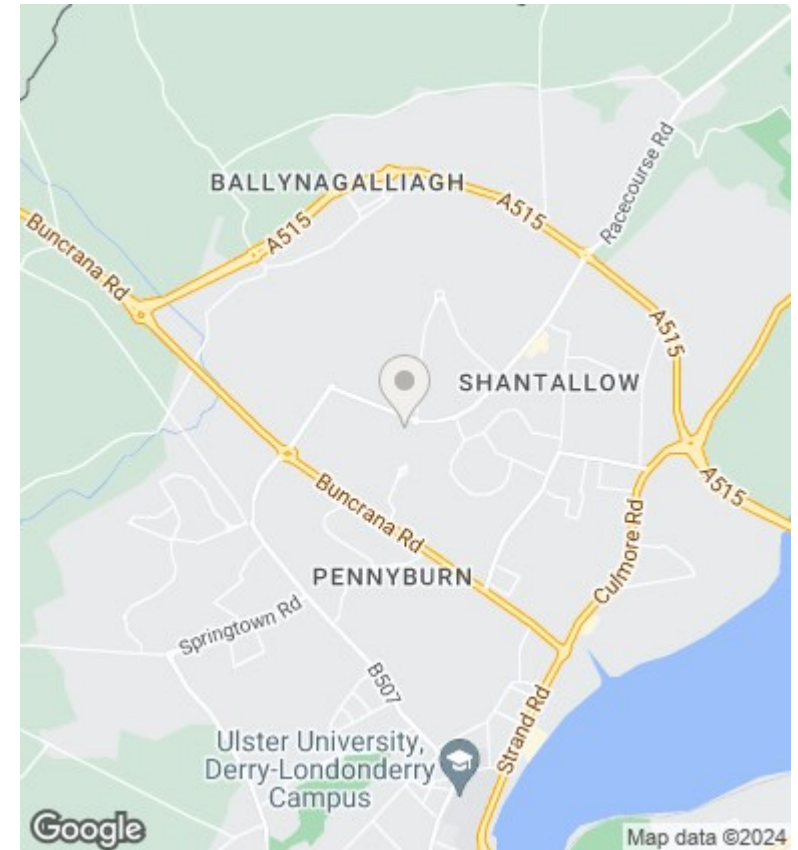 Racecourse Rd
BALLYNAGALLIAGH
A515
A515
Buncrana Rd
A515
SHANTALLOW
A515
Buncrana Rd
Culmore Rd
PENNYBURN
Springtown Rd
B507
Strand Rd
Ulster University,
Derry-Londonderry
Campus
Google
Map data ©2024